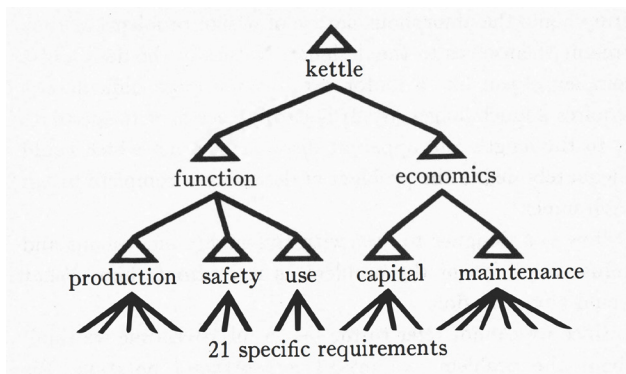 kettle
function economics
production safety use capital maintenance
21 specific requirements